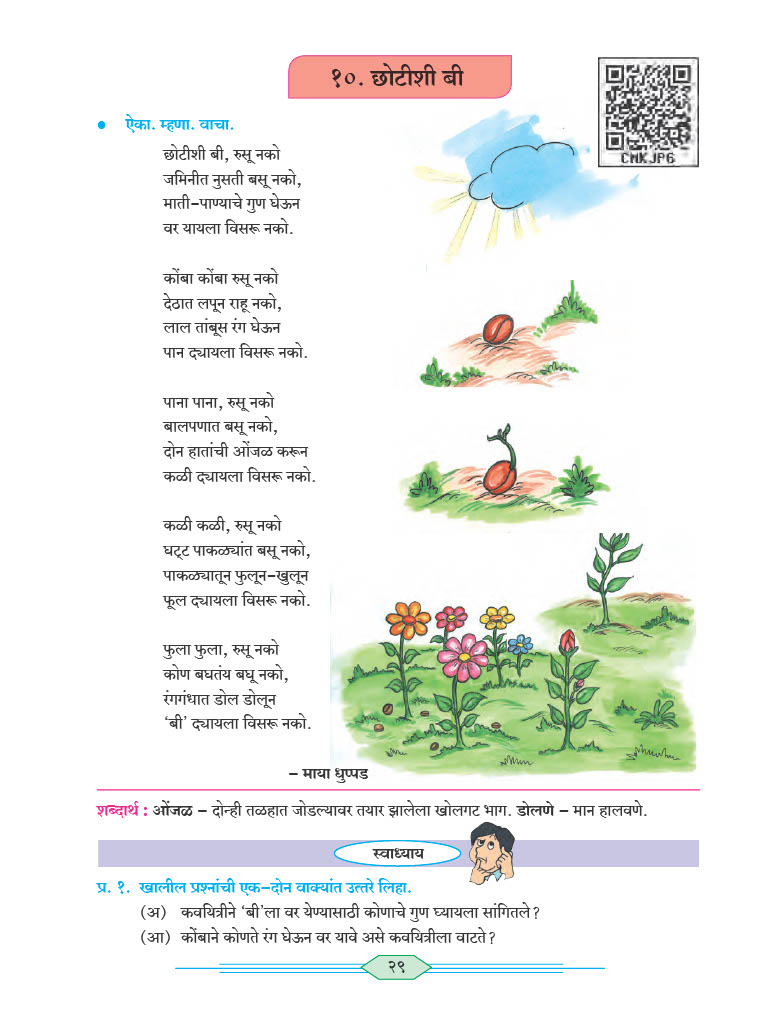 १०. छोटीशी बी
CMKJP6
● ऐका. म्हणा. वाचा.
छोटीशी बी, रुसू नको
जमिनीत नुसती बसू नको,
माती-पाण्याचे गुण घेऊन
वर यायला विसरू नको.
कोंबा कोंबा रुसू नको
देठात लपून राहू नको,
लाल तांबूस रंग घेऊन
पान द्यायला विसरू नको.
पाना पाना, रुसू नको
बालपणात बसू नको,
दोन हातांची ओंजळ करून
कळी द्यायला विसरू नको.
कळी कळी, रुसू नको
घट्ट पाकळ्यांत बसू नको,
पाकळ्यातून फुलून-खुलून
फूल द्यायला विसरू नको.
फुला फुला, रुसू नको
कोण बघतंय बघू नको,
रंगगंधात डोल डोलून
‘बी’ द्यायला विसरू नको.
– माया धुप्पड
शब्दार्थ : ओंजळ – दोन्ही तळहात जोडल्यावर तयार झालेला खोलगट भाग. डोलणे – मान हालवणे.
स्वाध्याय
प्र. १. खालील प्रश्नांची एक-दोन वाक्यांत उत्तरे लिहा.
(अ) कवयित्रीने ‘बी’ला वर येण्यासाठी कोणाचे गुण घ्यायला सांगितले?
(आ) कोंबाने कोणते रंग घेऊन वर यावे असे कवयित्रीला वाटते?
२९